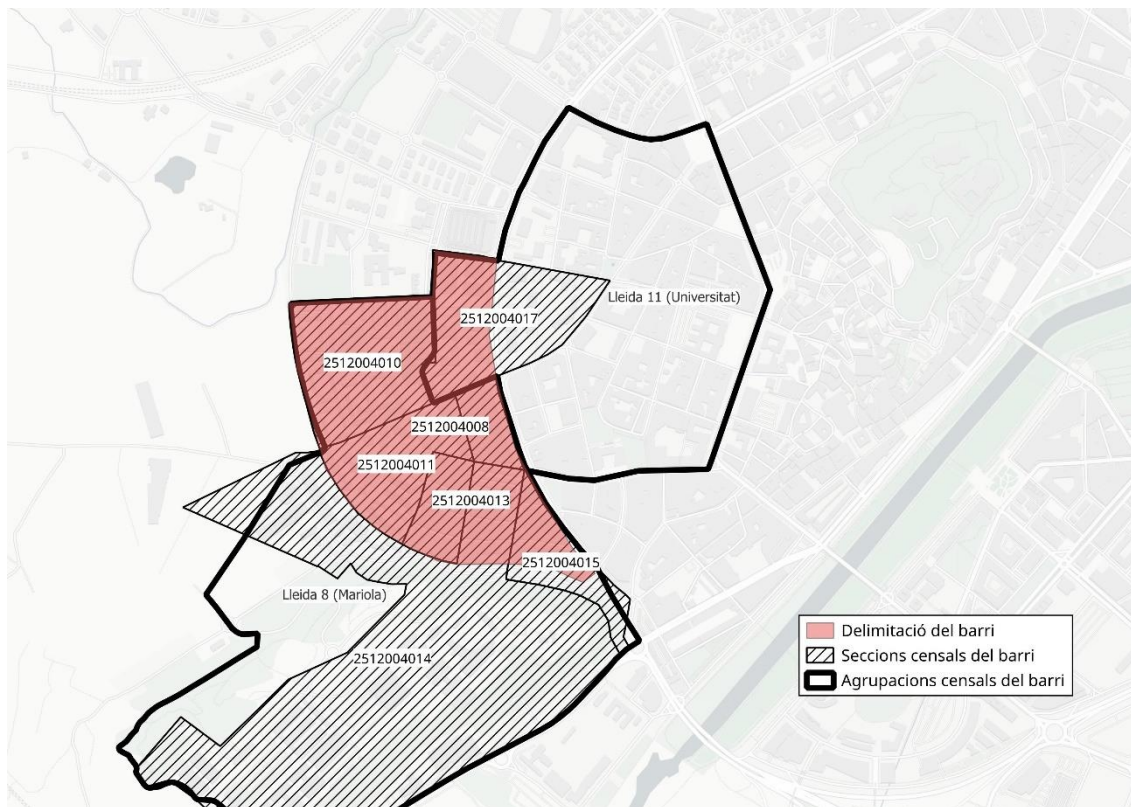 Lleida 11 (Universitat)
2512004017
2512004010
2512004008
2512004011
2512004013
2512004015
Lleida 8 (Mariola)
2512004014
Delimitació del barri
Seccions censals del barri
Agrupacions censals del barri